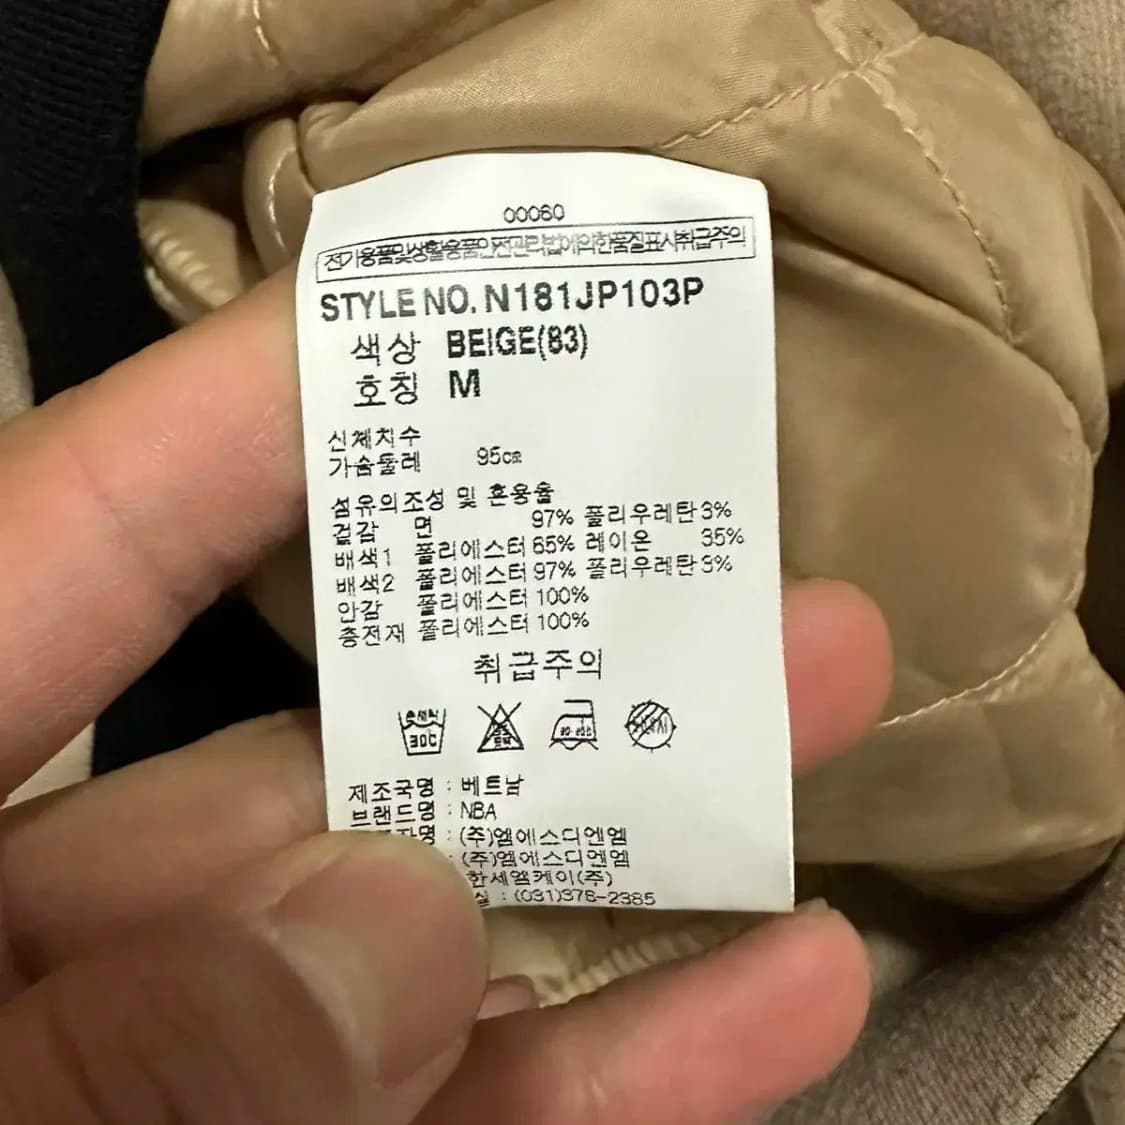 00060
전기용품및생활용품안전관리법에의한품질표시취급주의
STYLE NO. N181JP103P
색상 BEIGE(83)
호칭 M
신체치수
가슴둘레 95cm
섬유의조성 및 혼용율
겉감 면 97% 폴리우레탄 3%
배색1 폴리에스터 65% 레이온 35%
배색2 폴리에스터 97% 폴리우레탄 3%
안감 폴리에스터 100%
충전재 폴리에스터 100%
취급주의
손세탁
30℃
제조국명 : 베트남
브랜드명 : NBA
자명 : (주)엠에스디엔엠
: (주)엠에스디엔엠
한세엠케이(주)
실 : (031)376-2385